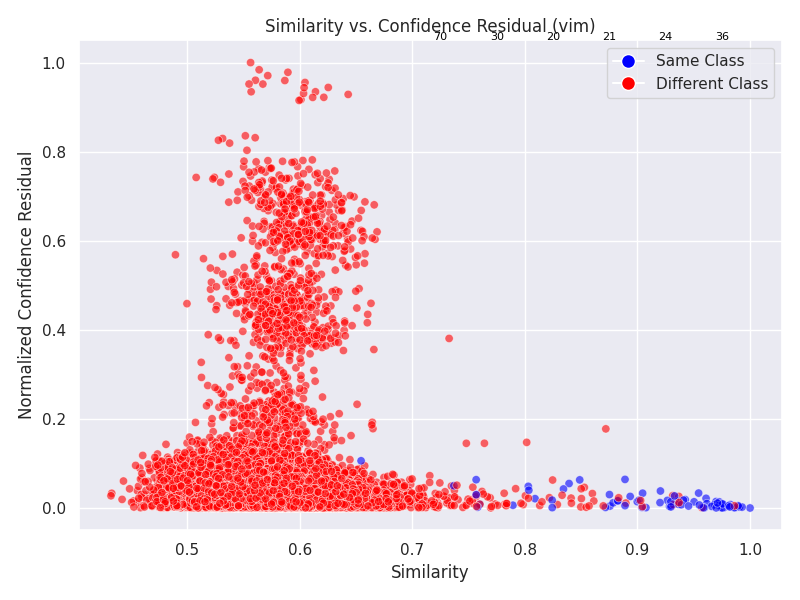 Similarity vs. Confidence Residual (vim)
70 30 20 21 24 36
Same Class
Different Class
Normalized Confidence Residual
1.0
0.8
0.6
0.4
0.2
0.0
0.5 0.6 0.7 0.8 0.9 1.0
Similarity